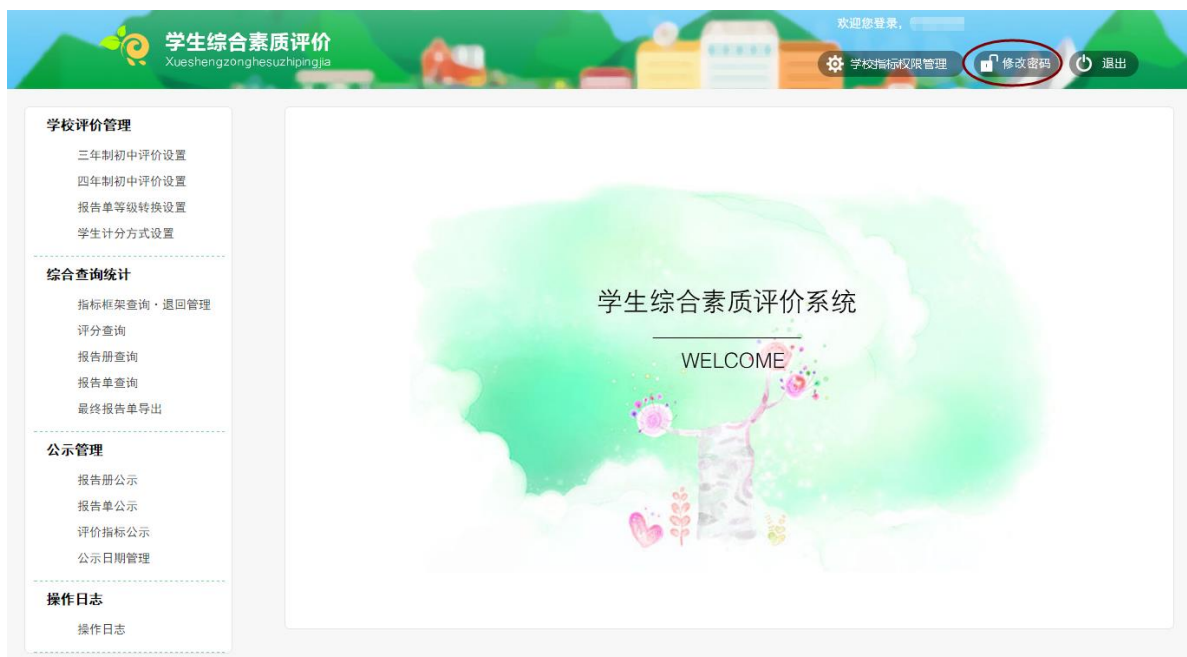 欢迎您登录，
学生综合素质评价
Xueshengzonghesuzhipingjia
学校指标权限管理
修改密码
退出
学校评价管理
三年制初中评价设置
四年制初中评价设置
报告单等级转换设置
学生计分方式设置
综合查询统计
指标框架查询·退回管理
评分查询
报告册查询
报告单查询
最终报告单导出
公示管理
报告册公示
报告单公示
评价指标公示
公示日期管理
操作日志
操作日志
学生综合素质评价系统
WELCOME